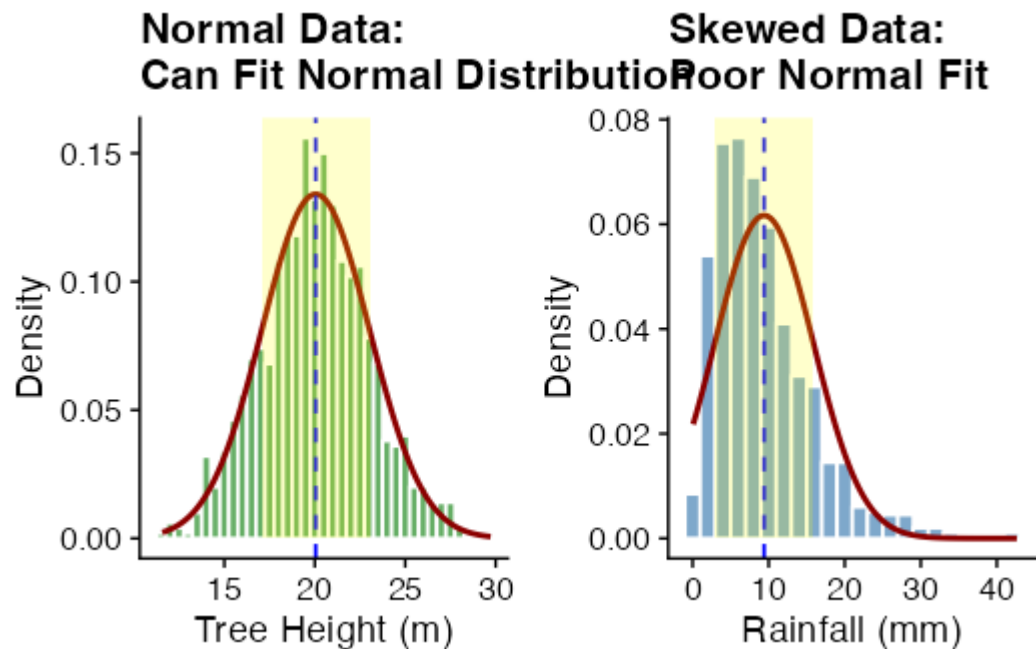 Normal Data:
Can Fit Normal Distribution
Skewed Data:
Poor Normal Fit
Density
0.15
0.10
0.05
0.00
15
20
25
30
Tree Height (m)
Density
0.08
0.06
0.04
0.02
0.00
0
10
20
30
40
Rainfall (mm)